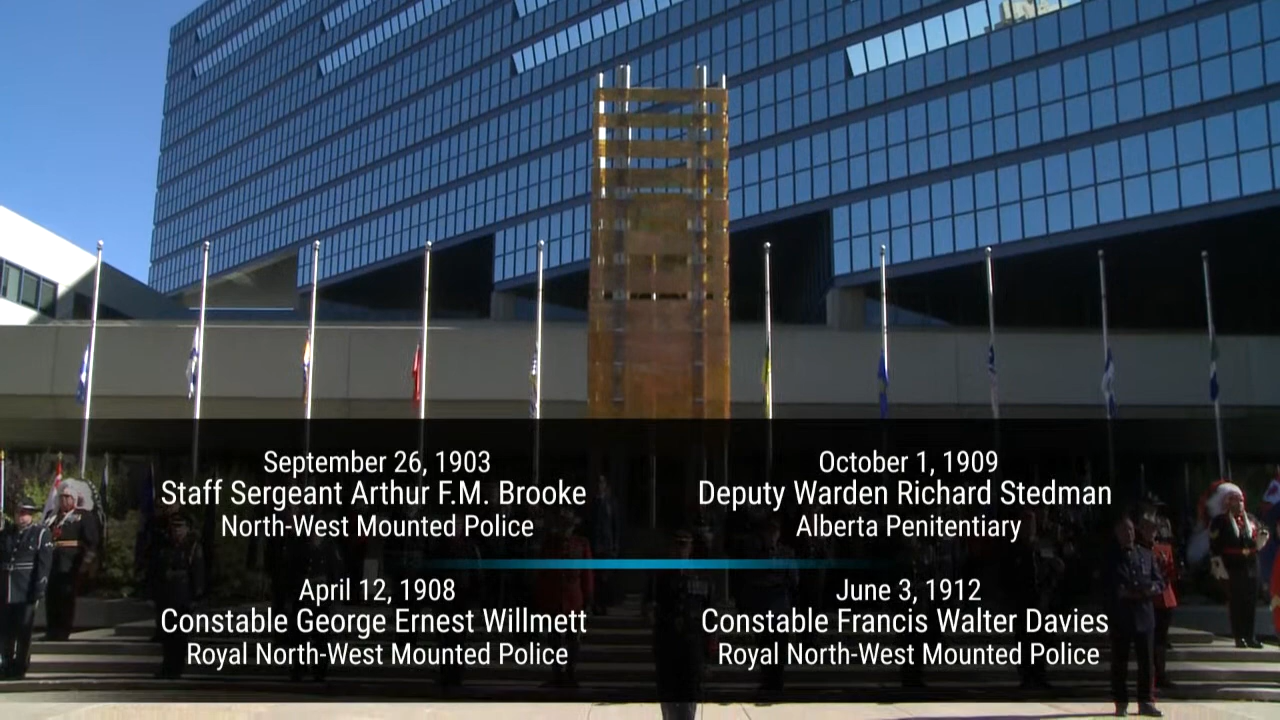 September 26, 1903
Staff Sergeant Arthur F.M. Brooke
North-West Mounted Police
April 12, 1908
Constable George Ernest Willmett
Royal North-West Mounted Police
October 1, 1909
Deputy Warden Richard Stedman
Alberta Penitentiary
June 3, 1912
Constable Francis Walter Davies
Royal North-West Mounted Police